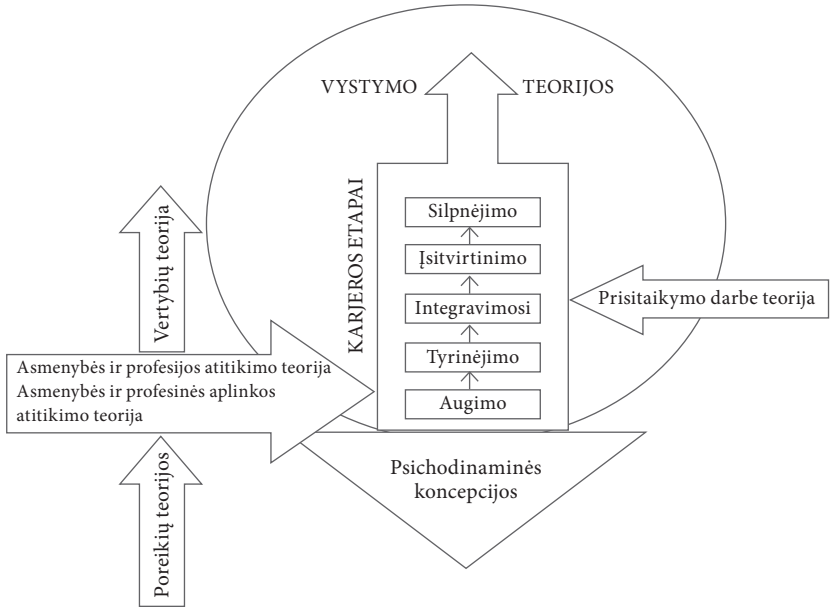 VYSTYMO TEORIJOS
KARJEROS ETAPAI
Silpnėjimo
Įsitvirtinimo
Integravimosi
Tyrinėjimo
Augimo
Vertybių teorija
Prisitaikymo darbe teorija
Asmenybės ir profesijos atitikimo teorija
Asmenybės ir profesinės aplinkos
atitikimo teorija
Poreikių teorijos
Psichodinaminės
koncepcijos